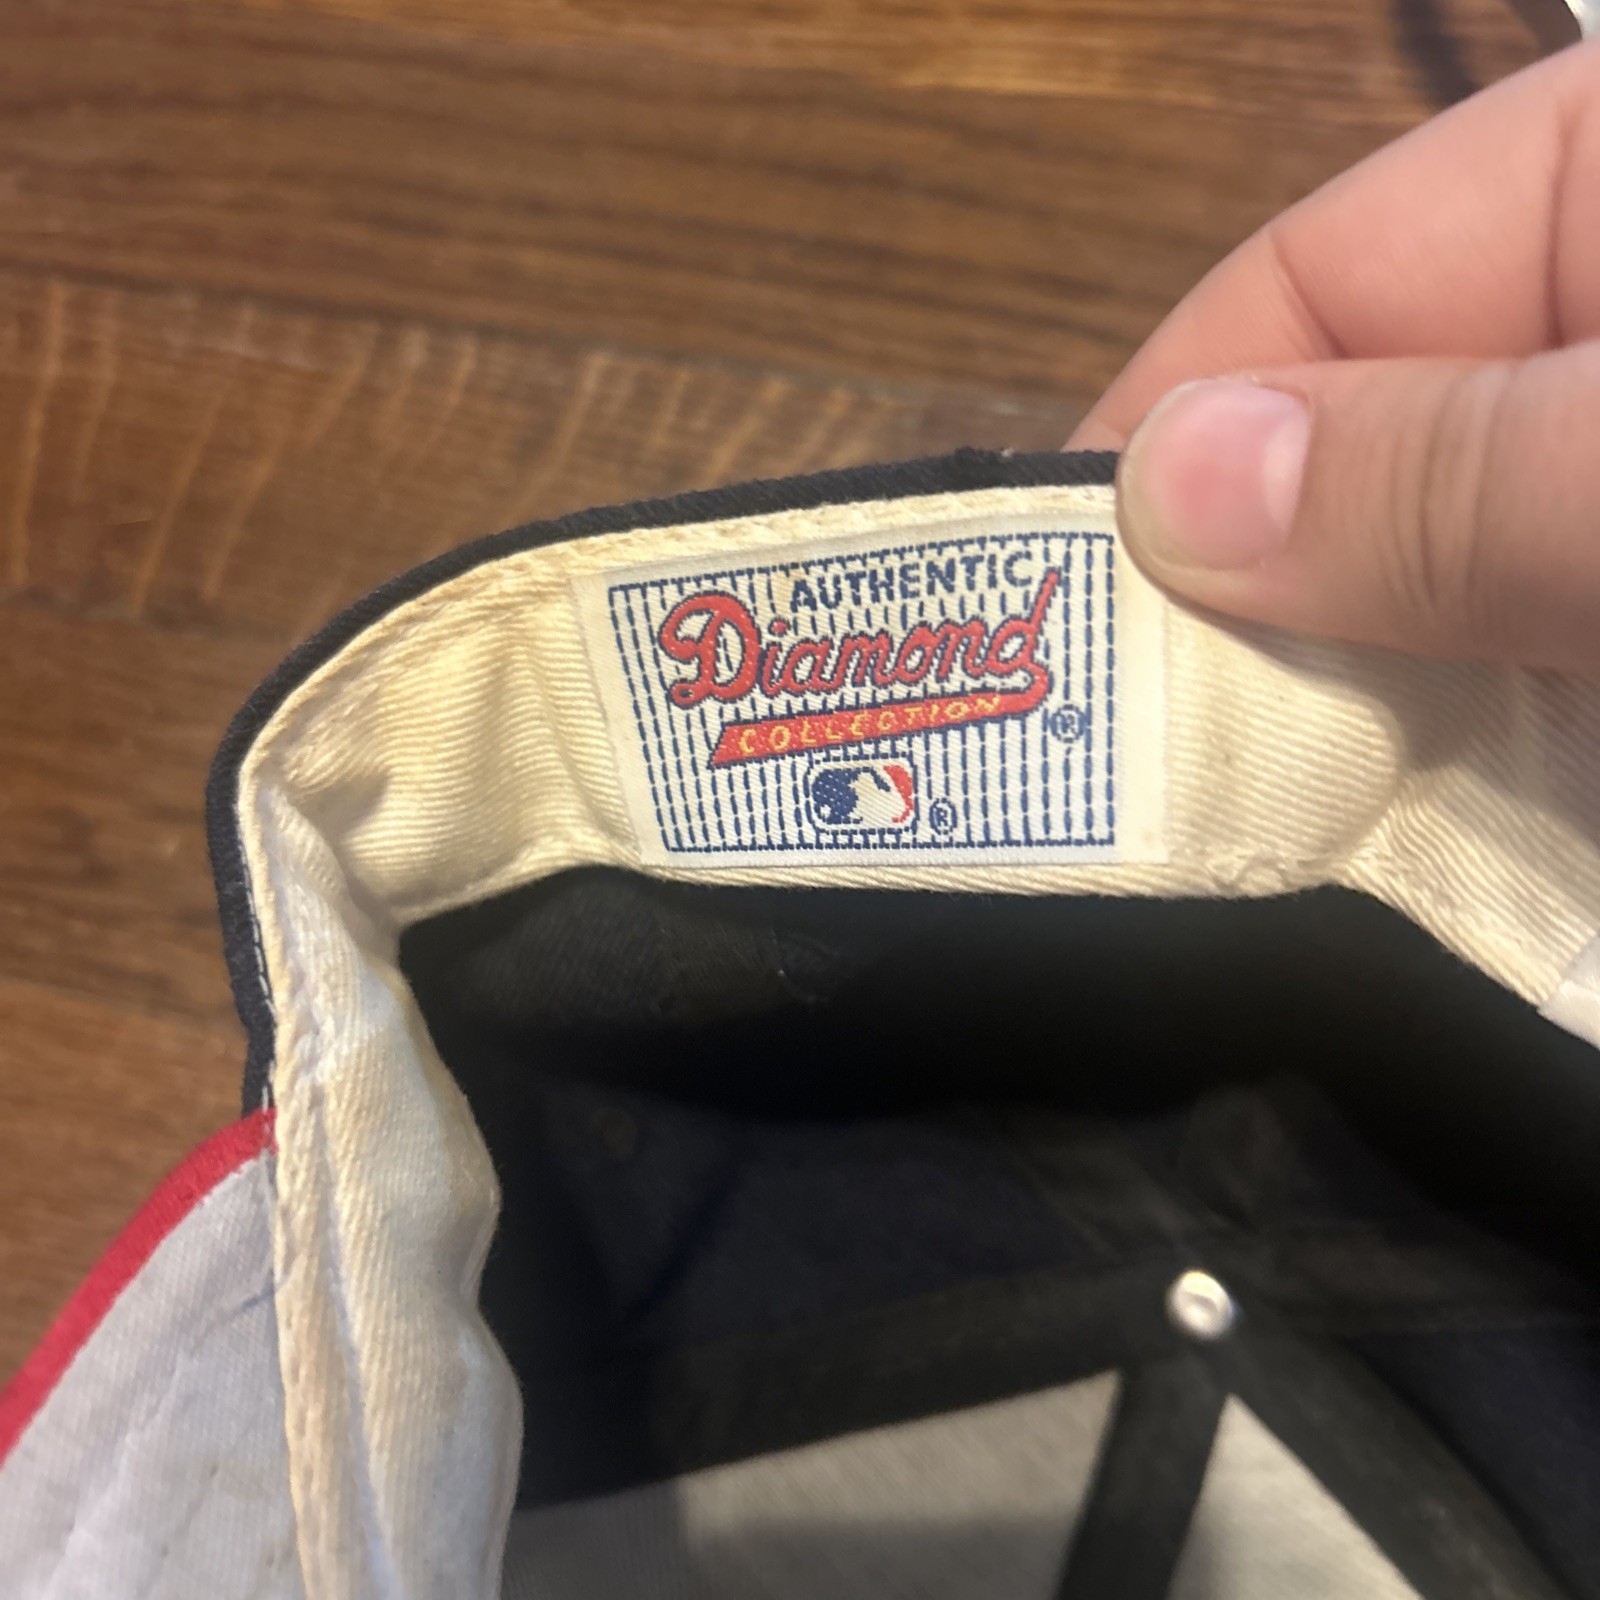 AUTHENTIC
Diamond
COLLECTION
®
®